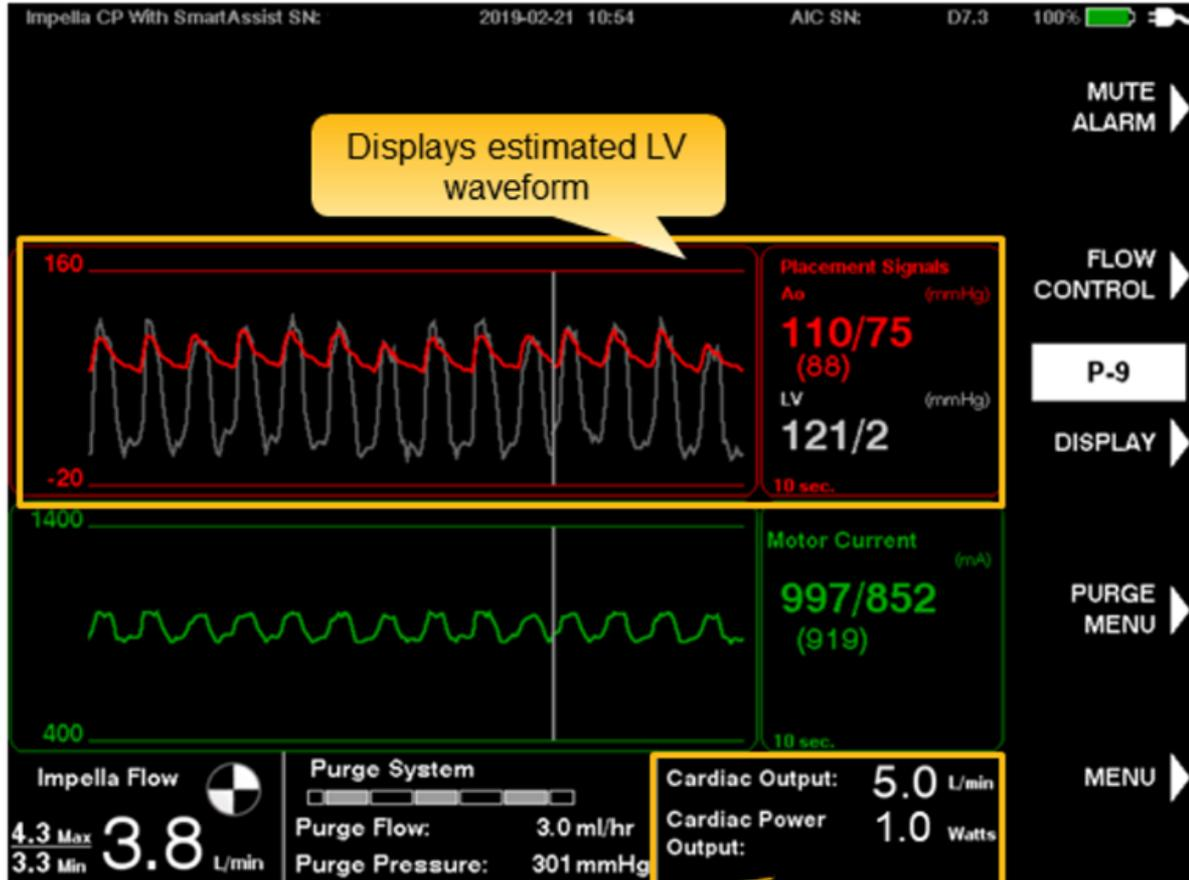 Impella CP With SmartAssist SN: 2019-02-21 10:54 AIC SN: D7.3 100%
MUTE
ALARM
Displays estimated LV
waveform
160
-20
Placement Signals
Ao (mmHg)
110/75
(88)
LV (mmHg)
121/2
10 sec.
FLOW
CONTROL
P-9
DISPLAY
1400
400
Motor Current
(mA)
997/852
(919)
10 sec.
PURGE
MENU
Impella Flow
4.3 Max
3.3 Min
3.8 L/min
Purge System
Purge Flow: 3.0 ml/hr
Purge Pressure: 301 mmHg
Cardiac Output: 5.0 L/min
Cardiac Power
Output: 1.0 Watts
MENU